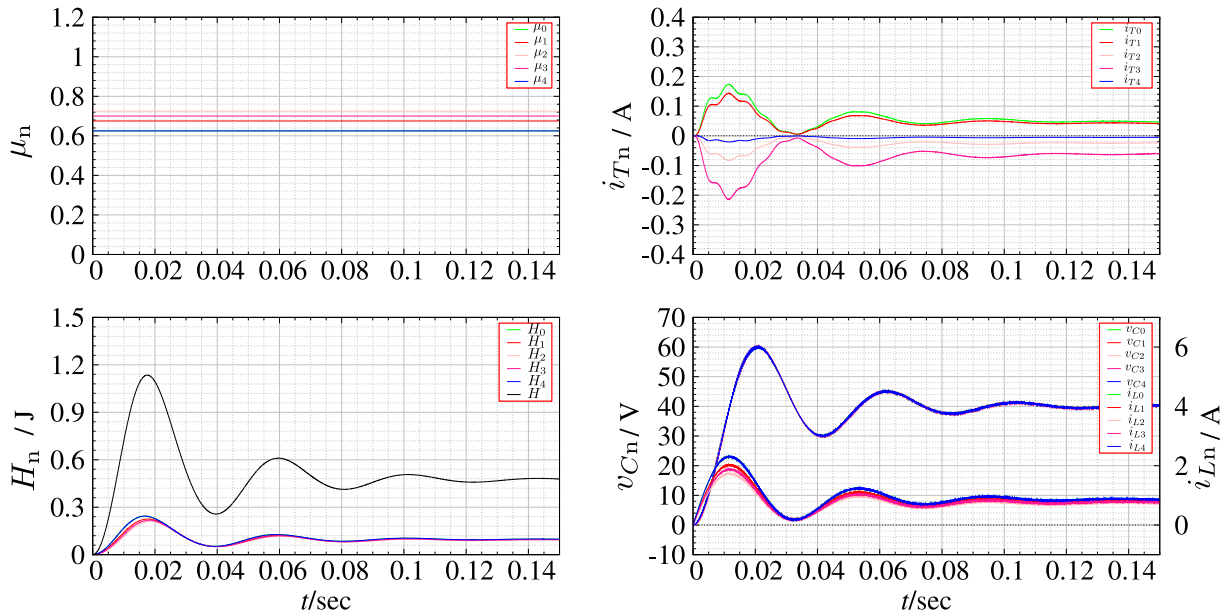 1.2
1
0.8
0.6
0.4
0.2
0
μn
0 0.02 0.04 0.06 0.08 0.1 0.12 0.14
μ0
μ1
μ2
μ3
μ4
0.4
0.3
0.2
0.1
0
-0.1
-0.2
-0.3
-0.4
iTn / A
0 0.02 0.04 0.06 0.08 0.1 0.12 0.14
iT0
iT1
iT2
iT3
iT4
1.5
1.2
0.9
0.6
0.3
0
Hn / J
0 0.02 0.04 0.06 0.08 0.1 0.12 0.14
t/sec
H0
H1
H2
H3
H4
H
70
60
50
40
30
20
10
0
-10
vCn / V
0 0.02 0.04 0.06 0.08 0.1 0.12 0.14
t/sec
vC0
vC1
vC2
vC3
vC4
iL0
iL1
iL2
iL3
iL4
6
4
2
0
iLn / A